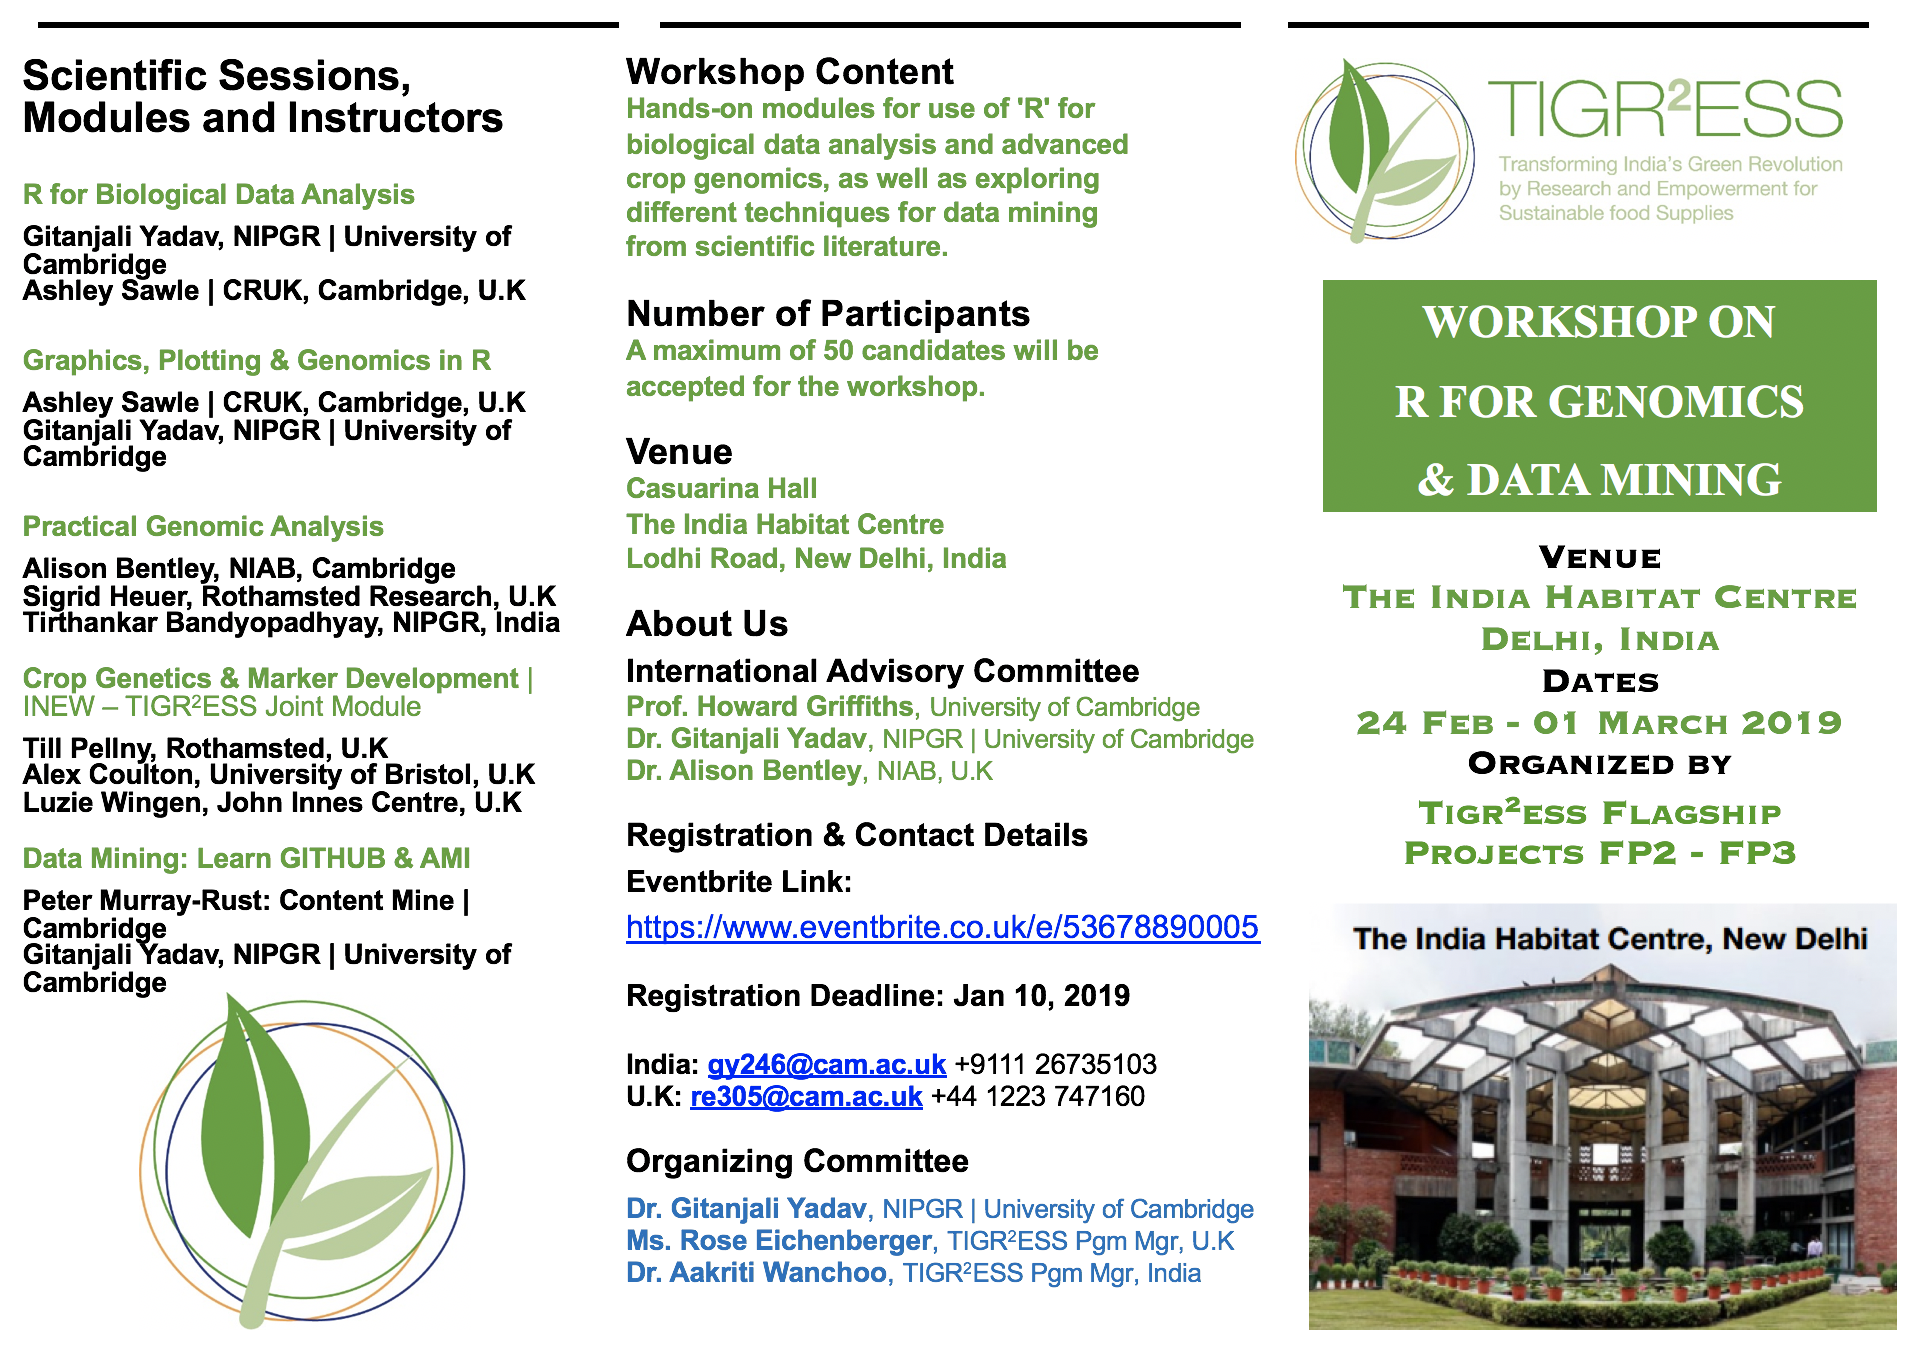 Scientific Sessions,
Modules and Instructors
R for Biological Data Analysis
Gitanjali Yadav, NIPGR | University of
Cambridge
Ashley Sawle | CRUK, Cambridge, U.K
Graphics, Plotting & Genomics in R
Ashley Sawle | CRUK, Cambridge, U.K
Gitanjali Yadav, NIPGR | University of
Cambridge
Practical Genomic Analysis
Alison Bentley, NIAB, Cambridge
Sigrid Heuer, Rothamsted Research, U.K
Tirthankar Bandyopadhyay, NIPGR, India
Crop Genetics & Marker Development |
INEW – TIGR²ESS Joint Module
Till Pellny, Rothamsted, U.K
Alex Coulton, University of Bristol, U.K
Luzie Wingen, John Innes Centre, U.K
Data Mining: Learn GITHUB & AMI
Peter Murray-Rust: Content Mine |
Cambridge
Gitanjali Yadav, NIPGR | University of
Cambridge
Workshop Content
Hands-on modules for use of 'R' for
biological data analysis and advanced
crop genomics, as well as exploring
different techniques for data mining
from scientific literature.
Number of Participants
A maximum of 50 candidates will be
accepted for the workshop.
Venue
Casuarina Hall
The India Habitat Centre
Lodhi Road, New Delhi, India
About Us
International Advisory Committee
Prof. Howard Griffiths, University of Cambridge
Dr. Gitanjali Yadav, NIPGR | University of Cambridge
Dr. Alison Bentley, NIAB, U.K
Registration & Contact Details
Eventbrite Link:
https://www.eventbrite.co.uk/e/53678890005
Registration Deadline: Jan 10, 2019
India: gy246@cam.ac.uk +9111 26735103
U.K: re305@cam.ac.uk +44 1223 747160
Organizing Committee
Dr. Gitanjali Yadav, NIPGR | University of Cambridge
Ms. Rose Eichenberger, TIGR²ESS Pgm Mgr, U.K
Dr. Aakriti Wanchoo, TIGR²ESS Pgm Mgr, India
TIGR²ESS
Transforming India's Green Revolution
by Research and Empowerment for
Sustainable food Supplies
WORKSHOP ON
R FOR GENOMICS
& DATA MINING
VENUE
THE INDIA HABITAT CENTRE
DELHI, INDIA
DATES
24 FEB - 01 MARCH 2019
ORGANIZED BY
TIGR²ESS FLAGSHIP
PROJECTS FP2 - FP3
The India Habitat Centre, New Delhi